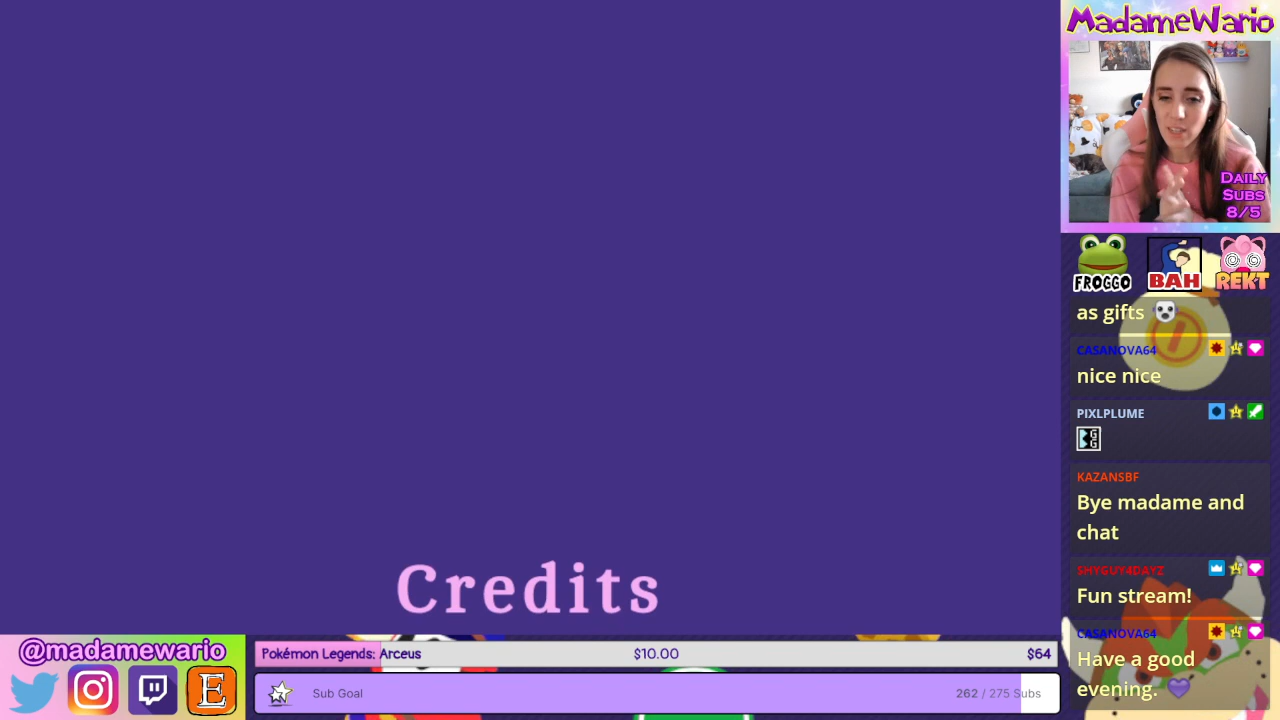 MadameWario
Daily
Subs
8/5
FROGGO
BAH
REKT
as gifts
CASANOVA64
nice nice
PIXLPLUME
GG
KAZANSBF
Bye madame and
chat
SHYGUY4DAYZ
Fun stream!
CASANOVA64
Have a good
evening.
Credits
@madamewario
E
Pokémon Legends: Arceus $10.00 $64
Sub Goal 262 / 275 Subs